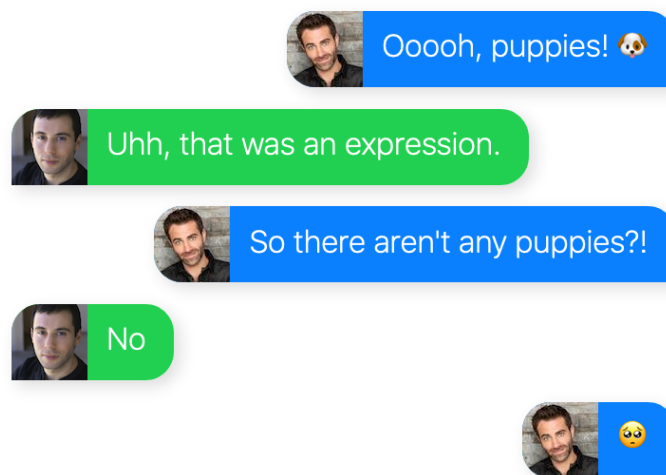 Ooooh, puppies! 🐶
Uhh, that was an expression.
So there aren't any puppies?!
No
🥺